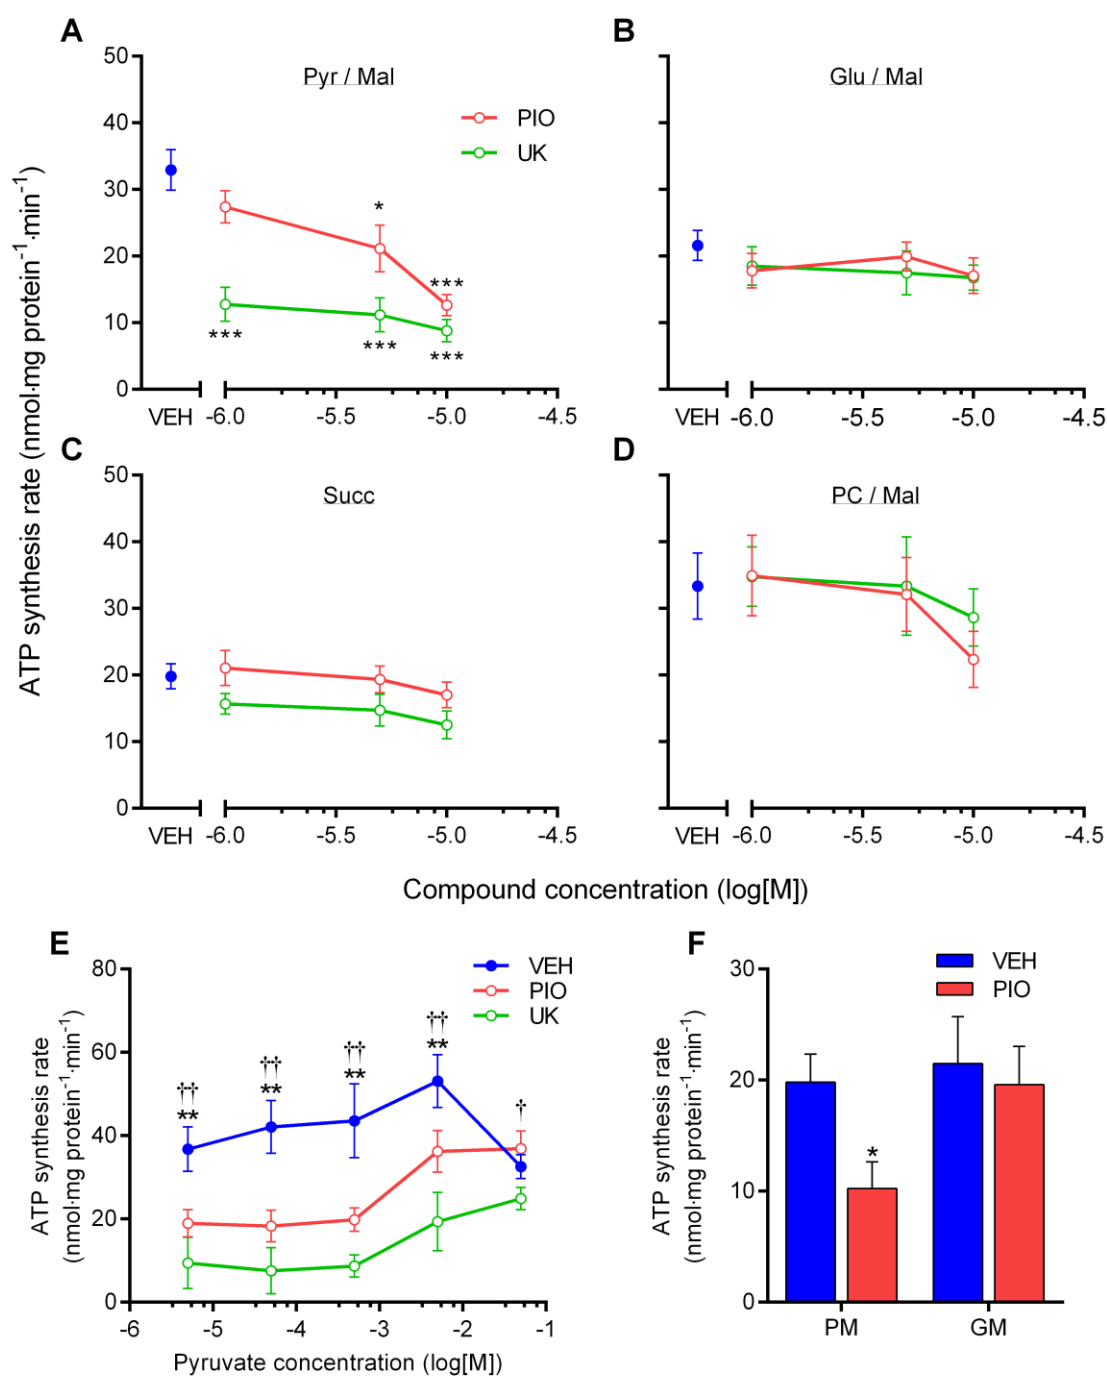 A
B
50
40
30
20
10
0
Pyr / Mal
Glu / Mal
PIO
UK
*
***
***
***
***
VEH
-6.0
-5.5
-5.0
-4.5
VEH
-6.0
-5.5
-5.0
-4.5
ATP synthesis rate (nmol·mg protein⁻¹·min⁻¹)
C
D
50
40
30
20
10
0
Succ
PC / Mal
VEH
-6.0
-5.5
-5.0
-4.5
VEH
-6.0
-5.5
-5.0
-4.5
Compound concentration (log[M])
E
80
60
40
20
0
ATP synthesis rate
(nmol·mg protein⁻¹·min⁻¹)
VEH
PIO
UK
††
**
††
**
††
**
††
**
†
-6
-5
-4
-3
-2
-1
Pyruvate concentration (log[M])
F
30
20
10
0
ATP synthesis rate
(nmol·mg protein⁻¹·min⁻¹)
VEH
PIO
*
PM
GM